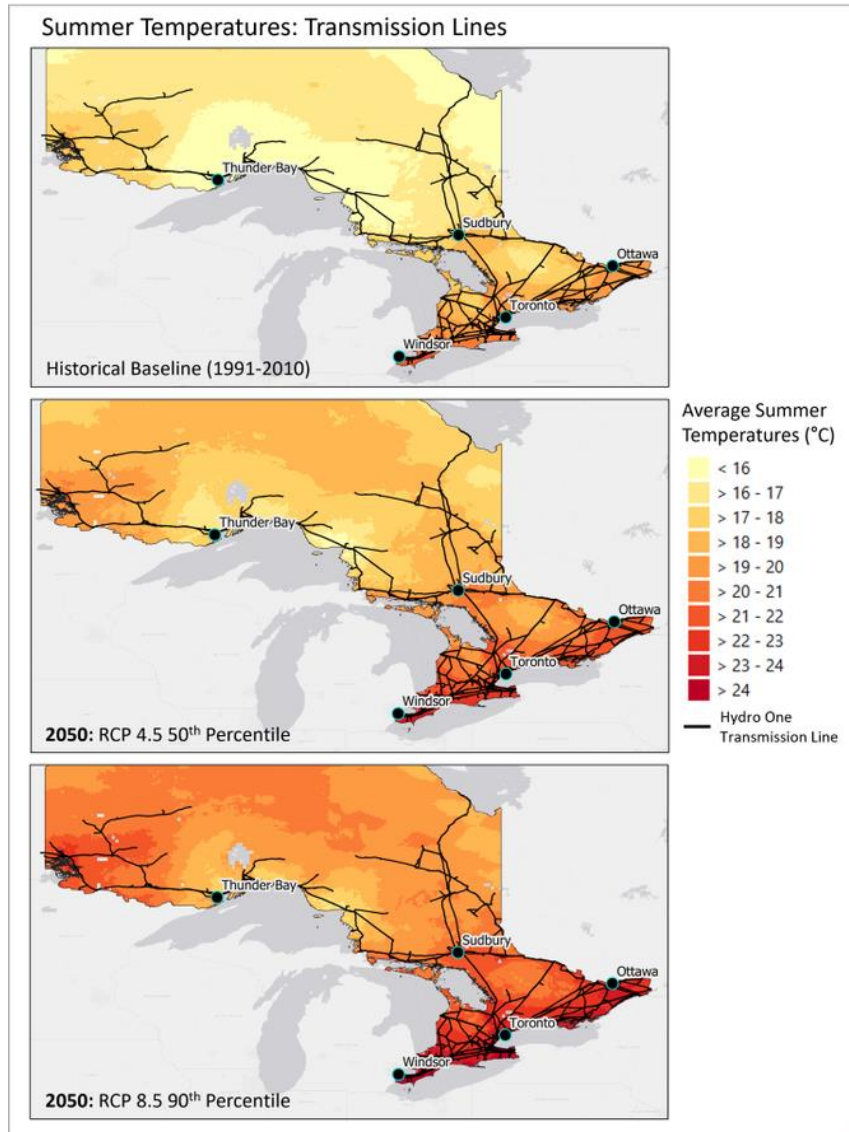 Summer Temperatures: Transmission Lines
Thunder Bay
Sudbury
Ottawa
Toronto
Windsor
Historical Baseline (1991-2010)
Thunder Bay
Sudbury
Ottawa
Toronto
Windsor
2050: RCP 4.5 50th Percentile
Thunder Bay
Sudbury
Ottawa
Toronto
Windsor
2050: RCP 8.5 90th Percentile
Average Summer
Temperatures (°C)
< 16
> 16 - 17
> 17 - 18
> 18 - 19
> 19 - 20
> 20 - 21
> 21 - 22
> 22 - 23
> 23 - 24
> 24
Hydro One
Transmission Line